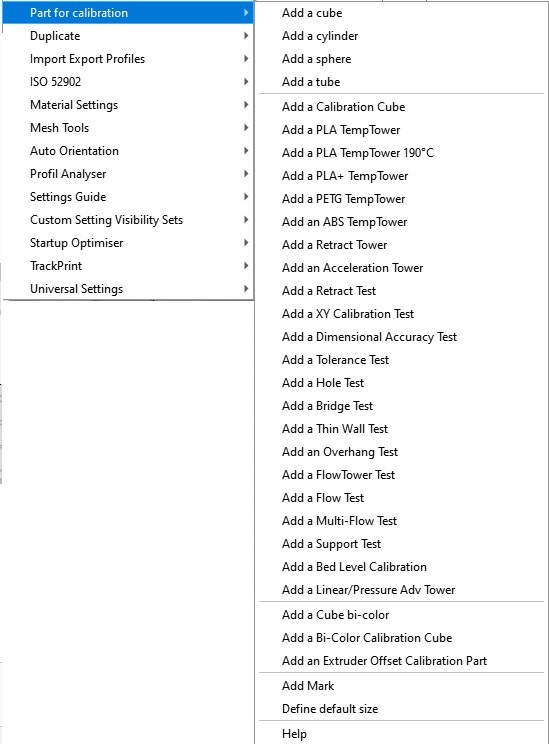 Part for calibration
Duplicate
Import Export Profiles
ISO 52902
Material Settings
Mesh Tools
Auto Orientation
Profil Analyser
Settings Guide
Custom Setting Visibility Sets
Startup Optimiser
TrackPrint
Universal Settings
Add a cube
Add a cylinder
Add a sphere
Add a tube
Add a Calibration Cube
Add a PLA TempTower
Add a PLA TempTower 190°C
Add a PLA+ TempTower
Add a PETG TempTower
Add an ABS TempTower
Add a Retract Tower
Add an Acceleration Tower
Add a Retract Test
Add a XY Calibration Test
Add a Dimensional Accuracy Test
Add a Tolerance Test
Add a Hole Test
Add a Bridge Test
Add a Thin Wall Test
Add an Overhang Test
Add a FlowTower Test
Add a Flow Test
Add a Multi-Flow Test
Add a Support Test
Add a Bed Level Calibration
Add a Linear/Pressure Adv Tower
Add a Cube bi-color
Add a Bi-Color Calibration Cube
Add an Extruder Offset Calibration Part
Add Mark
Define default size
Help